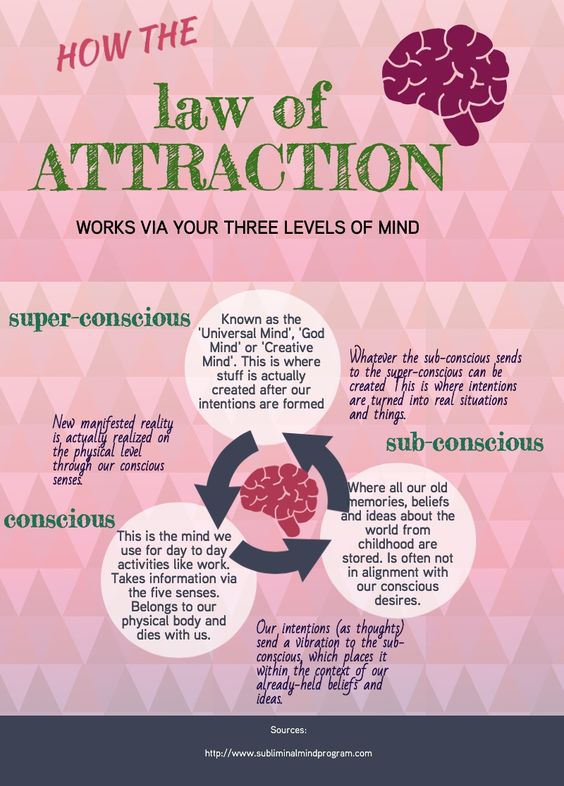 HOW THE
law of
ATTRACTION
WORKS VIA YOUR THREE LEVELS OF MIND
super-conscious
Known as the
'Universal Mind', 'God
Mind' or 'Creative
Mind'. This is where
stuff is actually
created after our
intentions are formed
Whatever the sub-conscious sends
to the super-conscious can be
created. This is where intentions
are turned into real situations
and things.
New manifested reality
is actually realized on
the physical level
through our conscious
senses.
sub-conscious
Where all our old
memories, beliefs
and ideas about the
world from
childhood are
stored. Is often not
in alignment with
our conscious
desires.
conscious
This is the mind we
use for day to day
activities like work.
Takes information via
the five senses.
Belongs to our
physical body and
dies with us.
Our intentions (as thoughts)
send a vibration to the sub-
conscious, which places it
within the context of our
already-held beliefs and
ideas.
Sources:
http://www.subliminalmindprogram.com